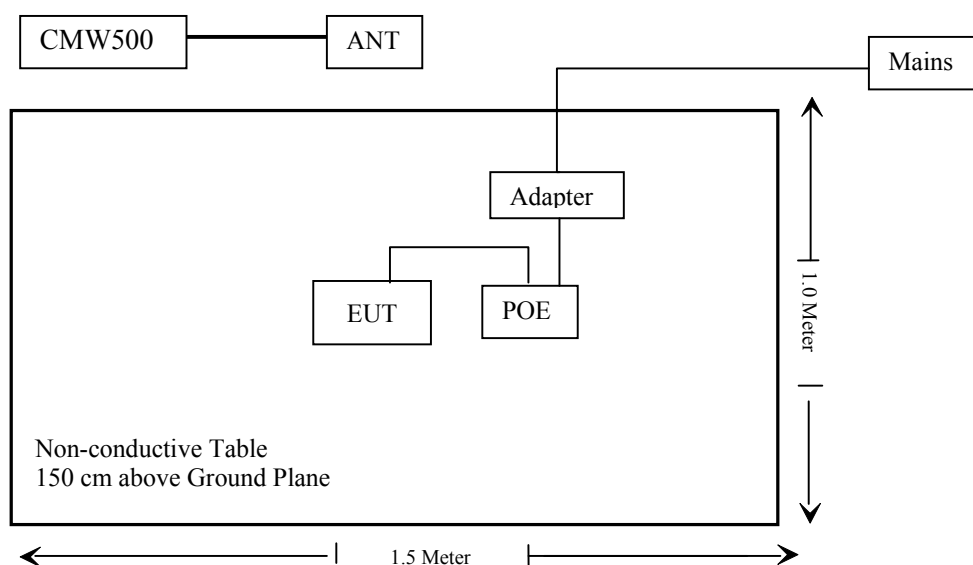 CMW500
ANT
Mains
Adapter
EUT
POE
1.0 Meter
Non-conductive Table
150 cm above Ground Plane
1.5 Meter